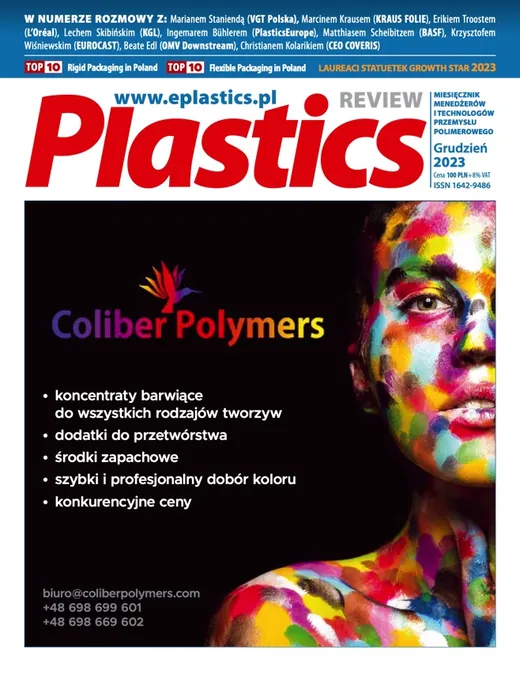 W NUMERZE ROZMOWY Z: Marianem Staniendą (VGT Polska), Marcinem Krausem (KRAUS FOLIE), Erikiem Troostem
(L'Oréal), Lechem Skibińskim (KGL), Ingemarem Bühlerem (PlasticsEurope), Matthiasem Scheibitzem (BASF), Krzysztofem
Wiśniewskim (EUROCAST), Beate Edl (OMV Downstream), Christianem Kolarikiem (CEO COVERIS)
TOP 10 Rigid Packaging in Poland TOP 10 Flexible Packaging in Poland LAUREACI STATUETEK GROWTH STAR 2023
www.eplastics.pl
REVIEW
Plastics
MIESIĘCZNIK
MENEDŻERÓW
I TECHNOLOGÓW
PRZEMYSŁU
POLIMEROWEGO
Grudzień
2023
Cena 100 PLN+8% VAT
ISSN 1642-9486
Coliber Polymers
• koncentraty barwiące
do wszystkich rodzajów tworzyw
• dodatki do przetwórstwa
• środki zapachowe
• szybki i profesjonalny dobór koloru
• konkurencyjne ceny
biuro@coliberpolymers.com
+48 698 699 601
+48 698 669 602